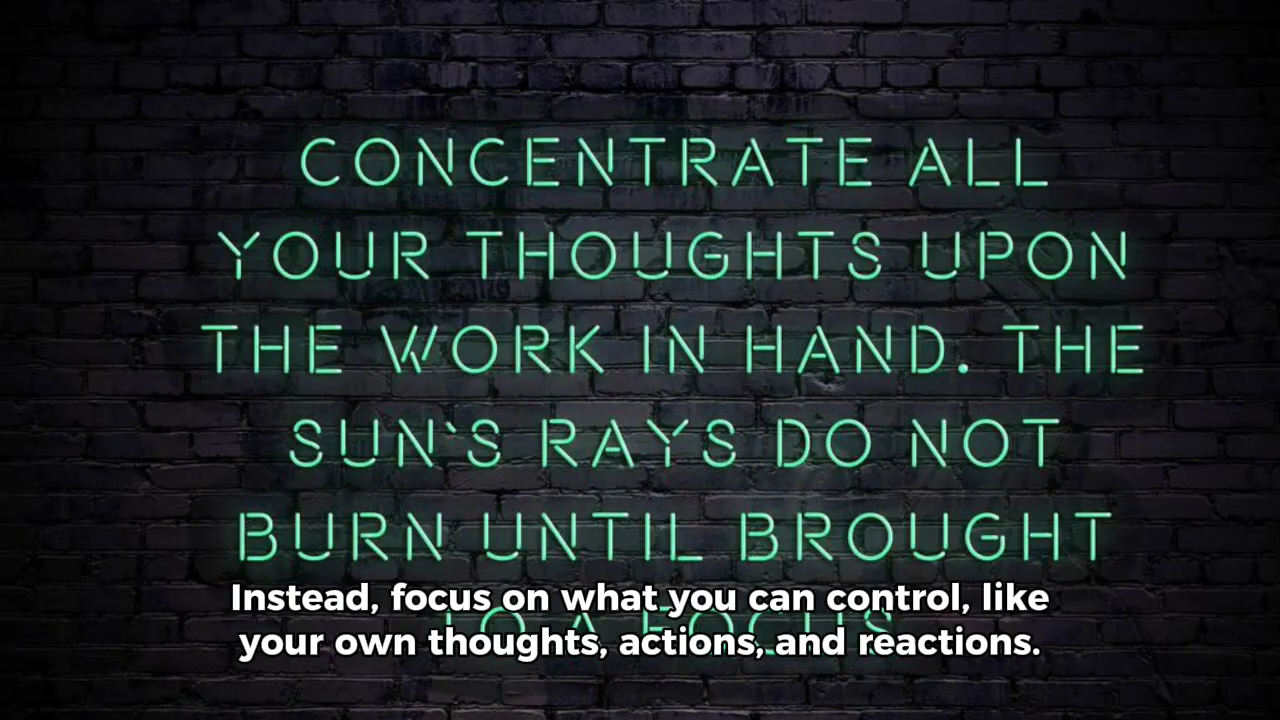 CONCENTRATE ALL
YOUR THOUGHTS UPON
THE WORK IN HAND. THE
SUN`S RAYS DO NOT
BURN UNTIL BROUGHT
TO A FOCUS
Instead, focus on what you can control, like
your own thoughts, actions, and reactions.